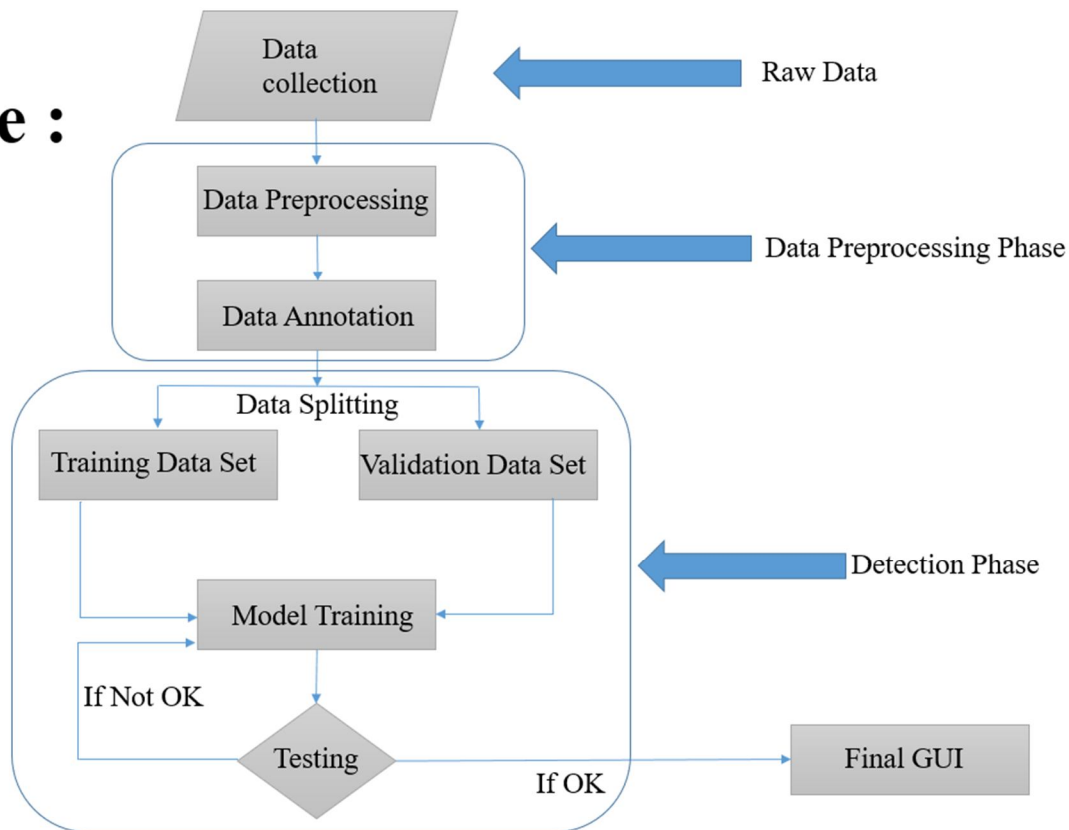 Data
collection
Raw Data
e :
Data Preprocessing
Data Preprocessing Phase
Data Annotation
Data Splitting
Training Data Set
Validation Data Set
Detection Phase
Model Training
If Not OK
Testing
If OK
Final GUI